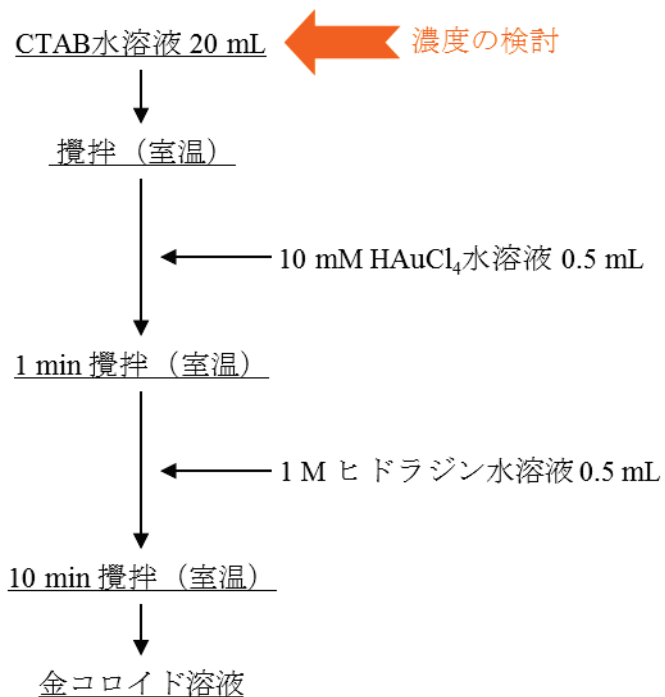 CTAB水溶液 20 mL
濃度の検討
攪拌（室温）
10 mM HAuCl₄水溶液 0.5 mL
1 min 攪拌（室温）
1 M ヒドラジン水溶液 0.5 mL
10 min 攪拌（室温）
金コロイド溶液